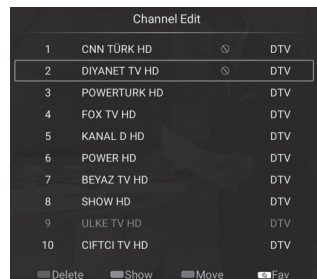 Channel Edit
1 CNN TÜRK HD DTV
2 DIYANET TV HD DTV
3 POWERTURK HD DTV
4 FOX TV HD DTV
5 KANAL D HD DTV
6 POWER HD DTV
7 BEYAZ TV HD DTV
8 SHOW HD DTV
9 ULKE TV HD DTV
10 CIFTCI TV HD DTV
Delete Show Move Fav